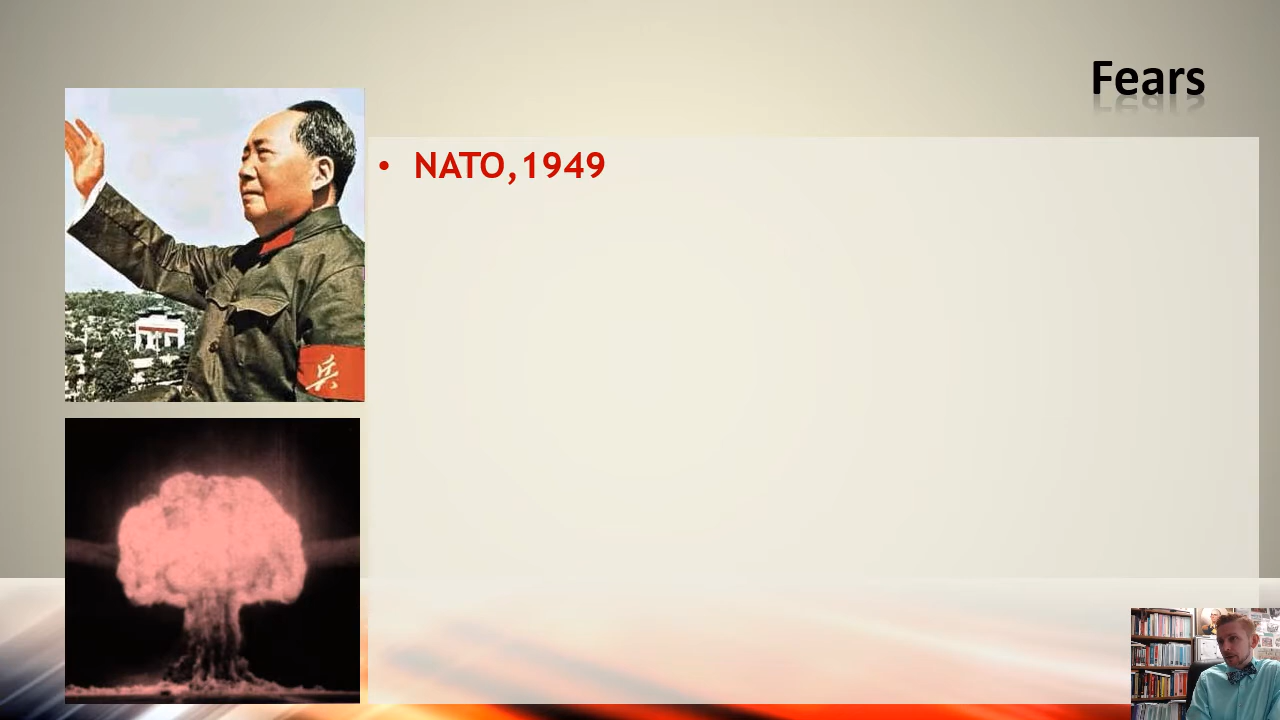 Fears
• NATO, 1949
兵